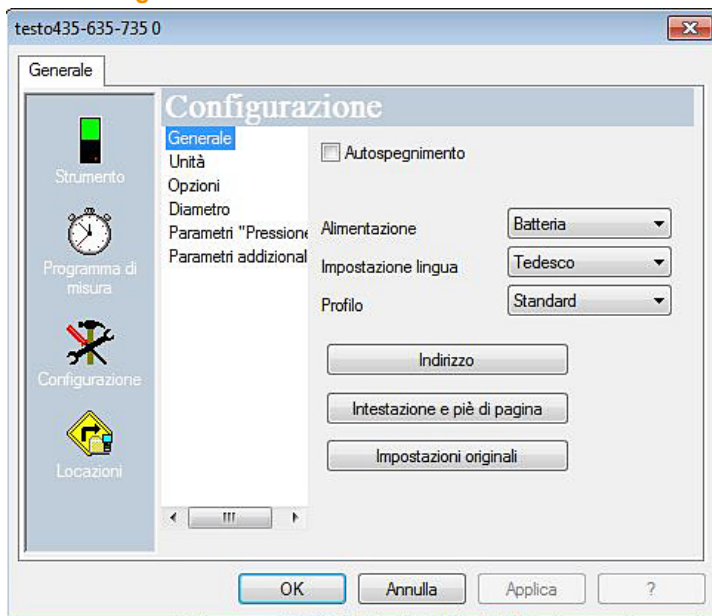 testo435-635-735 0
Generale
Strumento
Programma di
misura
Configurazione
Locazioni
Configurazione
Generale
Unità
Opzioni
Diametro
Parametri "Pressione
Parametri addizional
Autospegnimento
Alimentazione
Batteria
Impostazione lingua
Tedesco
Profilo
Standard
Indirizzo
Intestazione e piè di pagina
Impostazioni originali
OK
Annulla
Applica
?